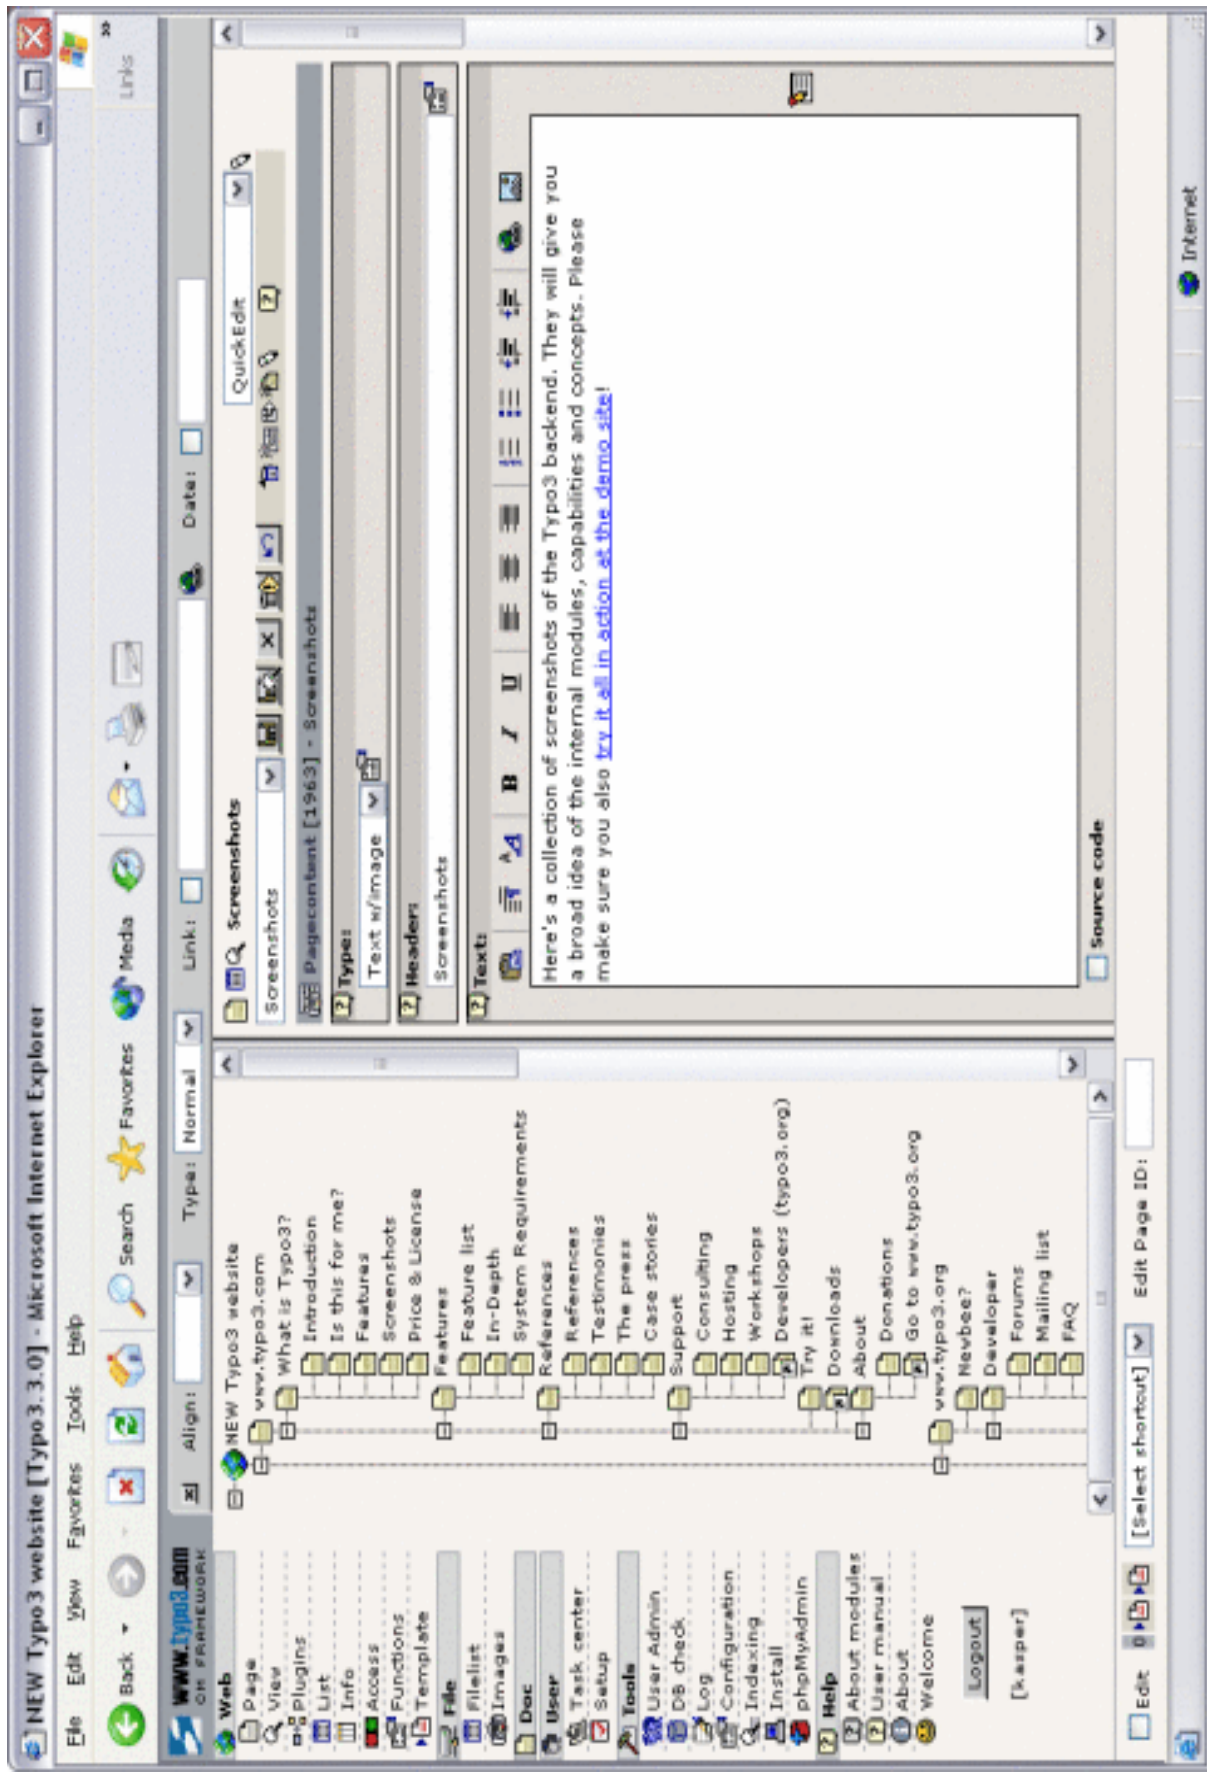 NEW Typo3 website [Typo3 3.0] - Microsoft Internet Explorer
File Edit View Favorites Tools Help
Back Search Favorites Media Links
www.typo3.com
CM FRAMEWORK
Align: Type: Normal Link: Date:
Web
Page
View
Plugins
List
Info
Access
Functions
Template
File
Filelist
Images
Doc
User
Task center
Setup
Tools
User Admin
DB check
Log
Configuration
Indexing
Install
phpMyAdmin
Help
About modules
User manual
About
Welcome
Logout
[kasper]
NEW Typo3 website
www.typo3.com
What is Typo3?
Introduction
Is this for me?
Features
Screenshots
Price & License
Features
Feature list
In-Depth
System Requirements
References
References
Testimonies
The press
Case stories
Support
Consulting
Hosting
Workshops
Developers (typo3.org)
Try it!
Downloads
About
Donations
Go to www.typo3.org
www.typo3.org
Newbee?
Developer
Forums
Mailing list
FAQ
Screenshots QuickEdit
Screenshots
Pagecontent [1963] - Screenshots
Type:
Text w/image
Header:
Screenshots
Text:
B I U
Here's a collection of screenshots of the Typo3 backend. They will give you
a broad idea of the internal modules, capabilities and concepts. Please
make sure you also try it all in action at the demo site!
Source code
Edit 0 [Select shortcut] Edit Page ID:
Internet